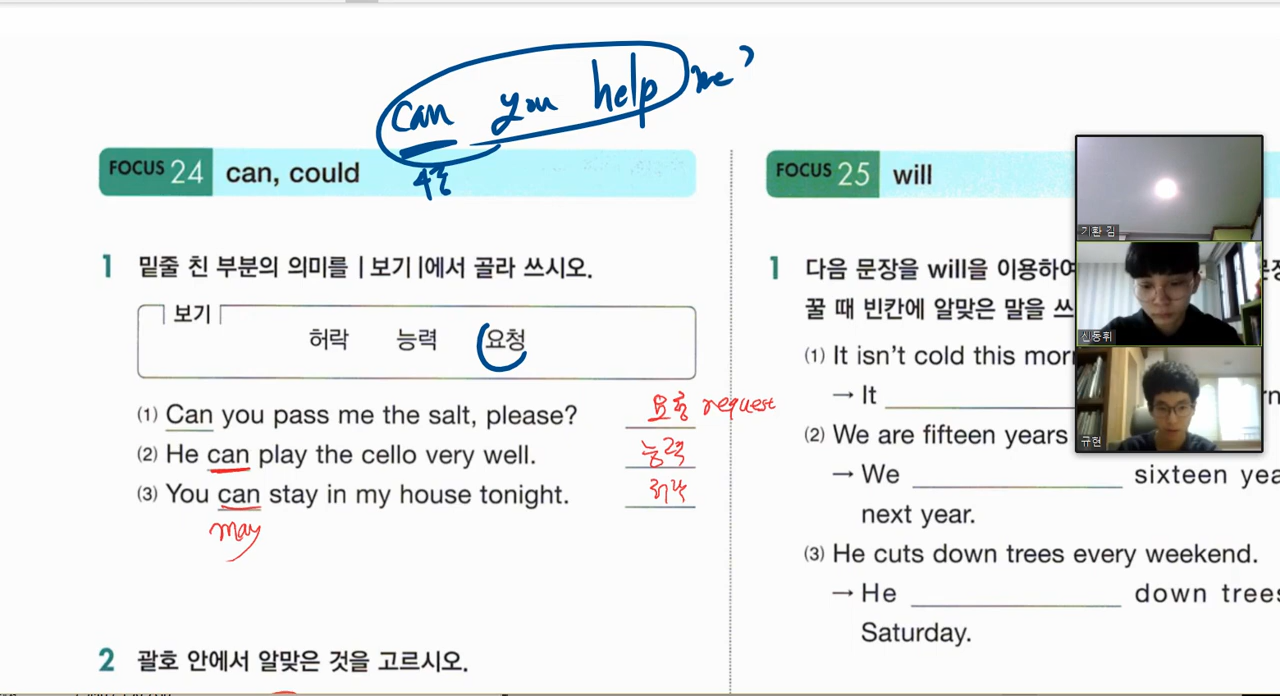 can you help me?
FOCUS 24 can, could
1 밑줄 친 부분의 의미를 | 보기 |에서 골라 쓰시오.
보기
허락 능력 요청
(1) Can you pass me the salt, please? 요청 request
(2) He can play the cello very well. 능력
(3) You can stay in my house tonight. 허락
may
2 괄호 안에서 알맞은 것을 고르시오.
FOCUS 25 will
1 다음 문장을 will을 이용하여
꿀 때 빈칸에 알맞은 말을 쓰
(1) It isn't cold this mor
→ It
(2) We are fifteen years
→ We sixteen yea
next year.
(3) He cuts down trees every weekend.
→ He down trees
Saturday.
기환 김
신동휘
규현